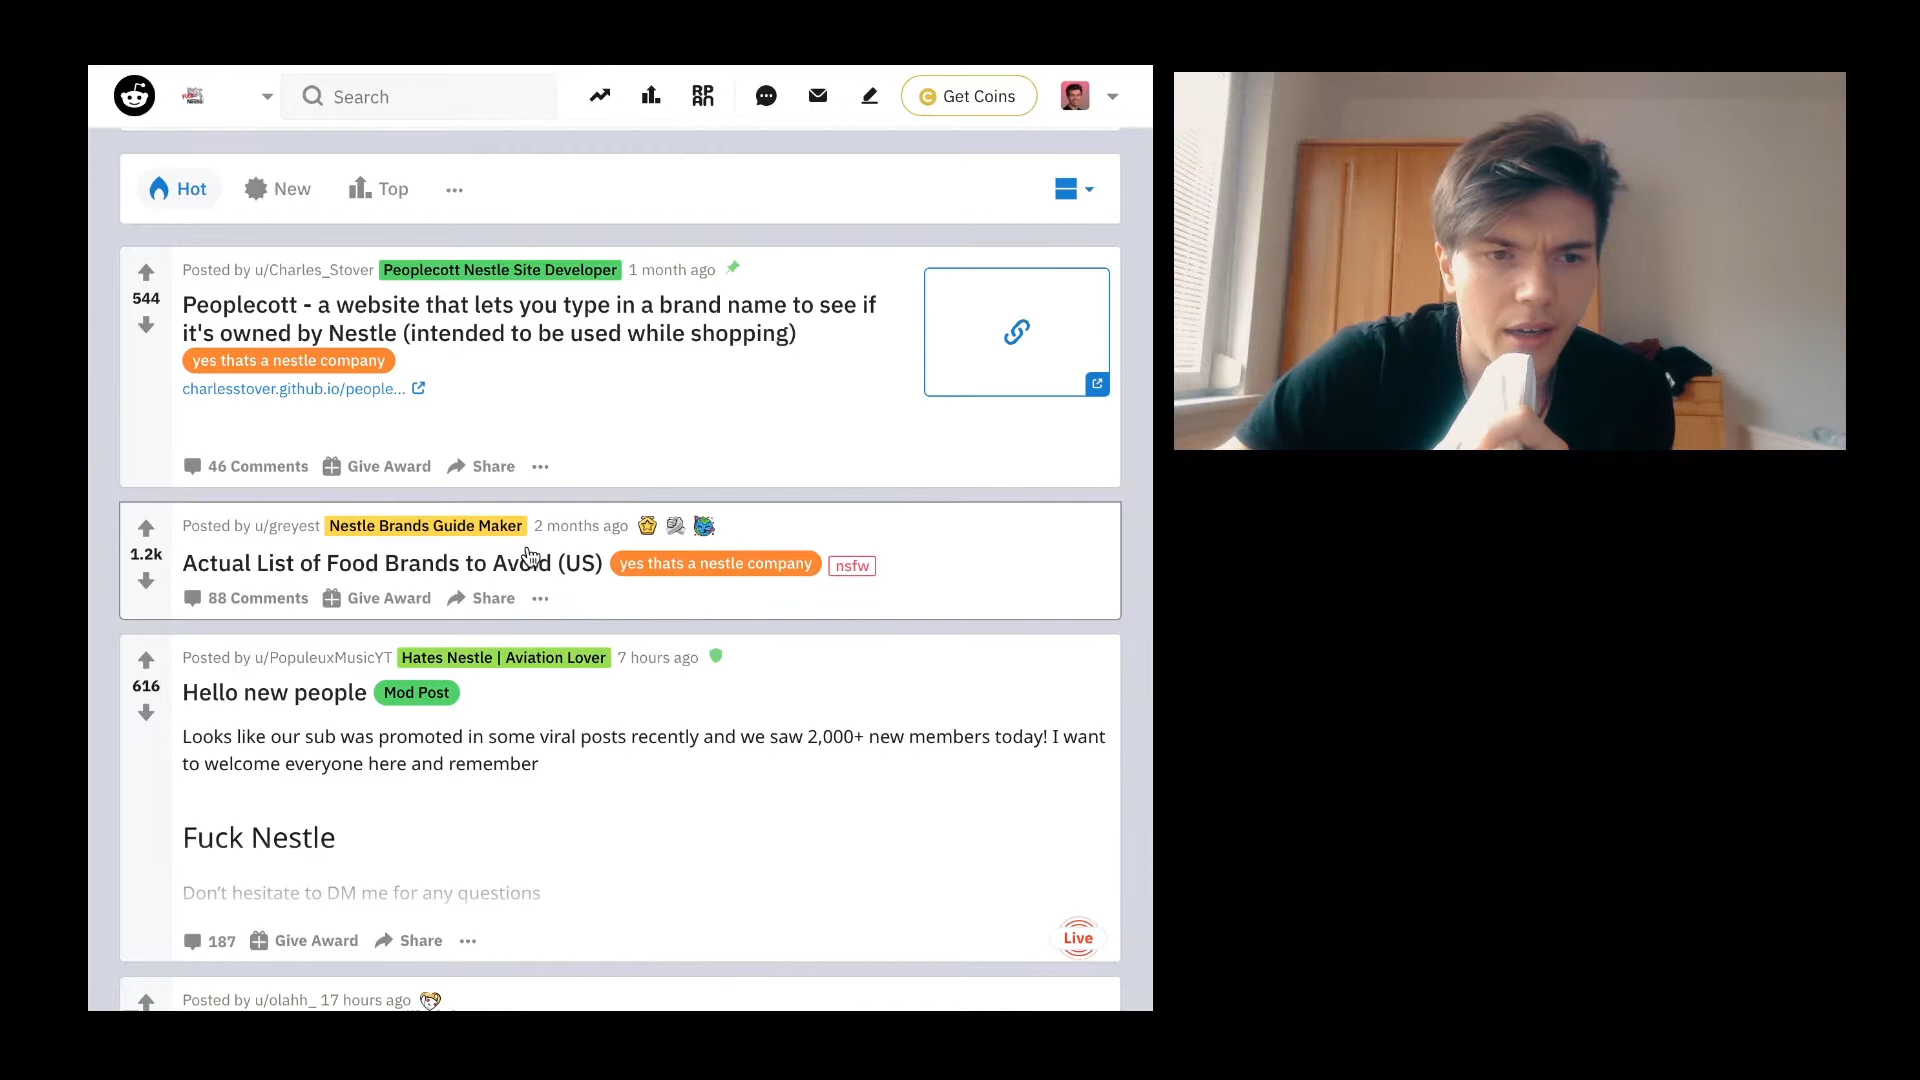 Search
Get Coins
Hot New Top
Posted by u/Charles_Stover Peoplecott Nestle Site Developer 1 month ago
544
Peoplecott - a website that lets you type in a brand name to see if
it's owned by Nestle (intended to be used while shopping)
yes thats a nestle company
charlesstover.github.io/people...
46 Comments Give Award Share
Posted by u/greyest Nestle Brands Guide Maker 2 months ago
1.2k
Actual List of Food Brands to Avoid (US) yes thats a nestle company nsfw
88 Comments Give Award Share
Posted by u/PopuleuxMusicYT Hates Nestle | Aviation Lover 7 hours ago
616
Hello new people Mod Post
Looks like our sub was promoted in some viral posts recently and we saw 2,000+ new members today! I want
to welcome everyone here and remember
Fuck Nestle
Don't hesitate to DM me for any questions
187 Give Award Share
Live
Posted by u/olahh_ 17 hours ago